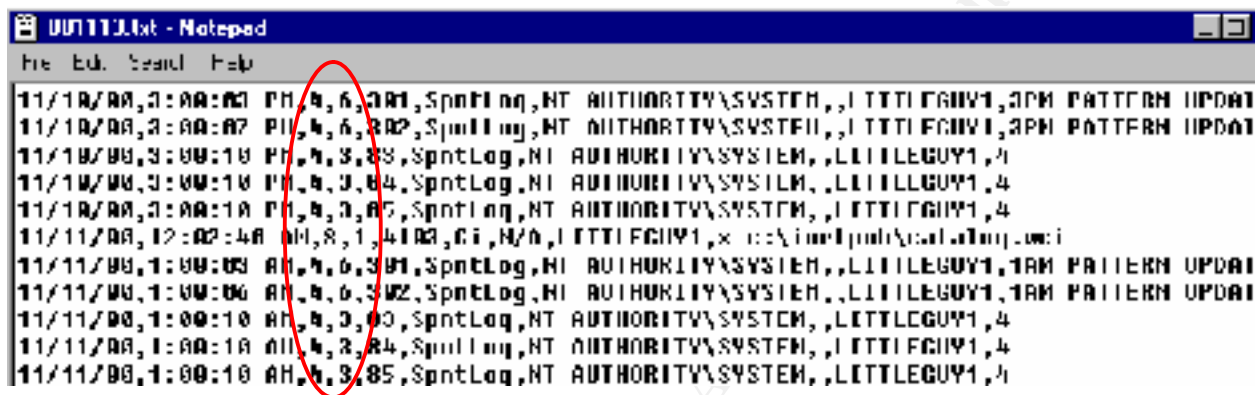 001113.txt - Notepad
File Edit Search Help
11/10/00,3:00:03 PM,4,6,301,SpntLog,NT AUTHORITY\SYSTEM,,LITTLEGUY1,3PM PATTERN UPDAT
11/10/00,3:00:07 PM,4,6,302,SpntLog,NT AUTHORITY\SYSTEM,,LITTLEGUY1,3PM PATTERN UPDAT
11/10/00,3:00:10 PM,4,3,83,SpntLog,NT AUTHORITY\SYSTEM,,LITTLEGUY1,4
11/10/00,3:00:10 PM,4,3,84,SpntLog,NT AUTHORITY\SYSTEM,,LITTLEGUY1,4
11/10/00,3:00:10 PM,4,3,85,SpntLog,NT AUTHORITY\SYSTEM,,LITTLEGUY1,4
AM,8,1,4103,Ci,N/A,LITTLEGUY1, c:\inetpub\catalog.wci
11/11/00,1:00:03 AM,4,6,301,SpntLog,NT AUTHORITY\SYSTEM,,LITTLEGUY1,1AM PATTERN UPDAT
11/11/00,1:00:06 AM,4,6,302,SpntLog,NT AUTHORITY\SYSTEM,,LITTLEGUY1,1AM PATTERN UPDAT
11/11/00,1:00:10 AM,4,3,83,SpntLog,NT AUTHORITY\SYSTEM,,LITTLEGUY1,4
11/11/00,1:00:10 AM,4,3,84,SpntLog,NT AUTHORITY\SYSTEM,,LITTLEGUY1,4
11/11/00,1:00:10 AM,4,3,85,SpntLog,NT AUTHORITY\SYSTEM,,LITTLEGUY1,4